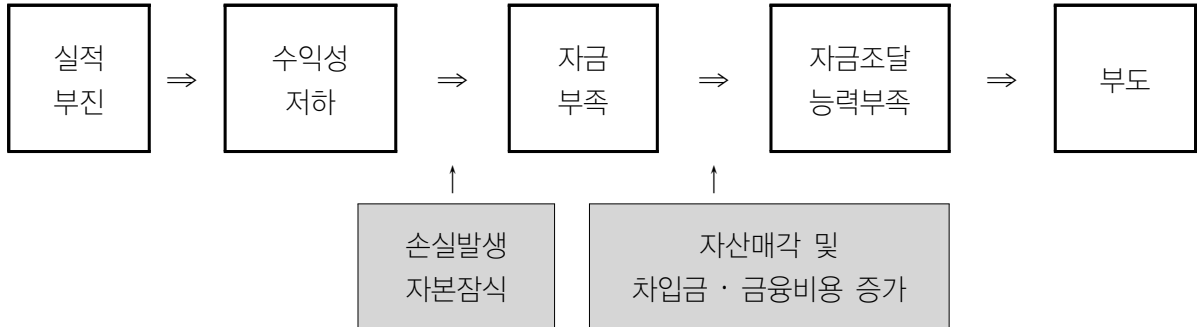 실적
부진
⇒
수익성
저하
⇒
자금
부족
⇒
자금조달
능력부족
⇒
부도
↑
↑
손실발생
자본잠식
자산매각 및
차입금 · 금융비용 증가